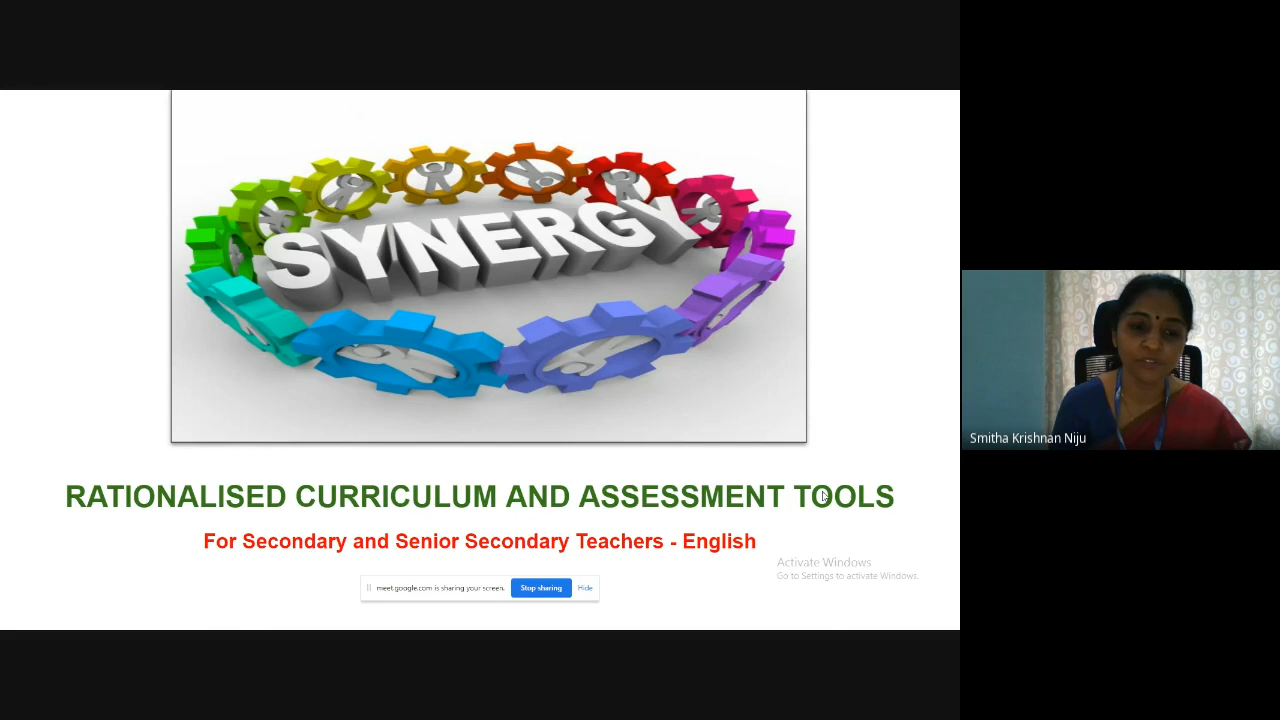 SYNERGY
RATIONALISED CURRICULUM AND ASSESSMENT TOOLS
For Secondary and Senior Secondary Teachers - English
Activate Windows
Go to Settings to activate Windows.
meet.google.com is sharing your screen.
Stop sharing
Hide
Smitha Krishnan Niju